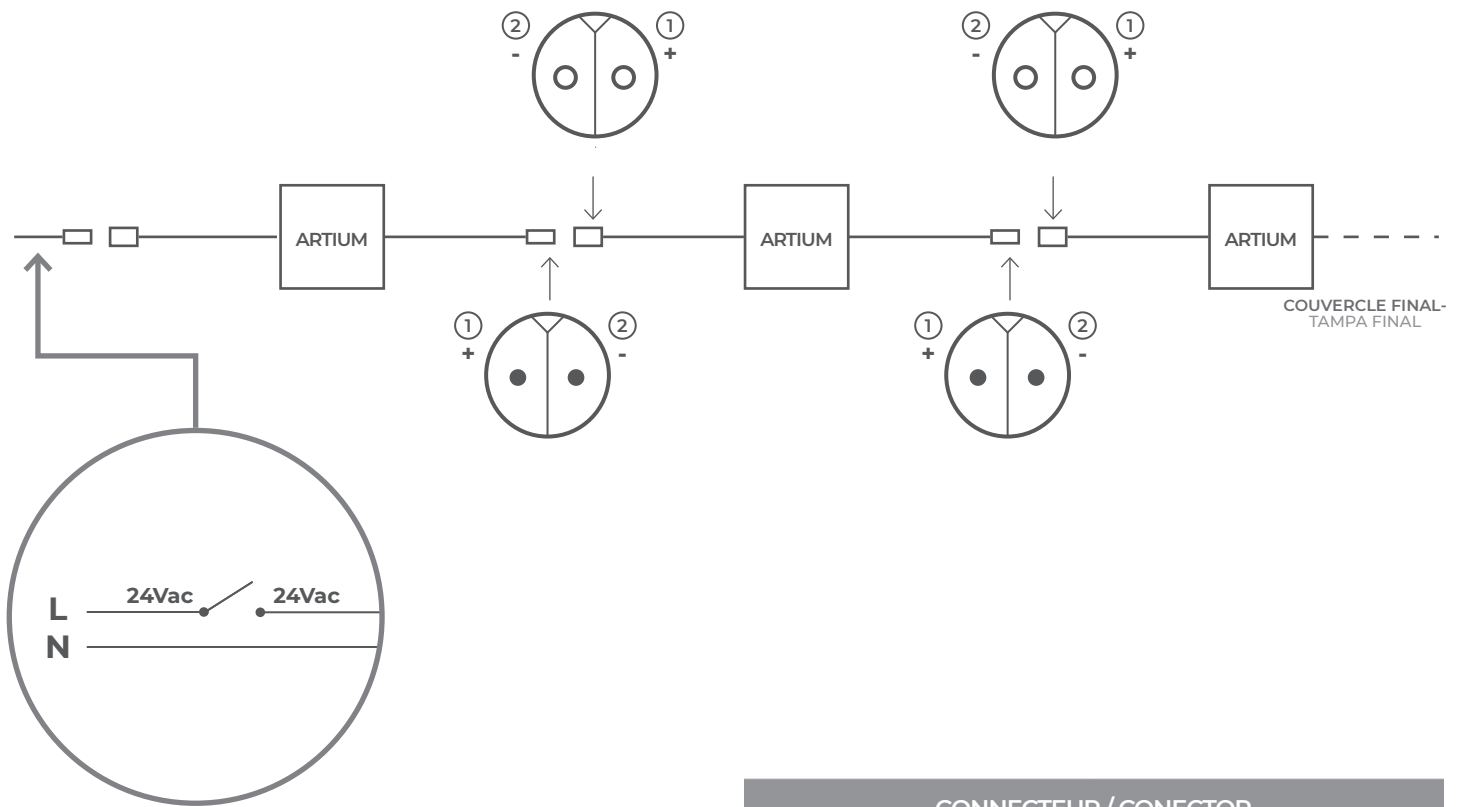 ② ①
- +
② ①
- +
ARTIUM
ARTIUM
ARTIUM
COUVERCLE FINAL-
TAMPA FINAL
① ②
+ -
① ②
+ -
24Vac 24Vac
L
N
CONNECTEUR / CONECTOR